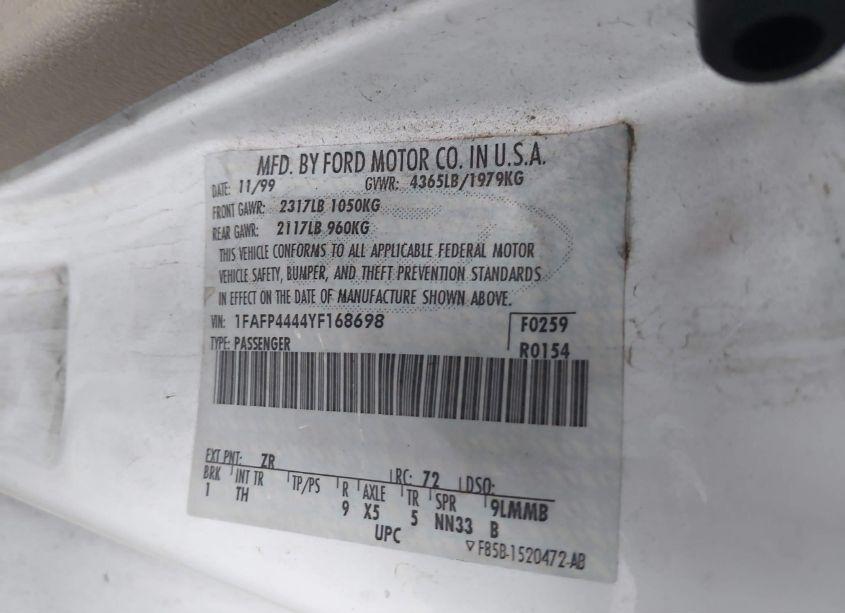 MFD. BY FORD MOTOR CO. IN U.S.A.
DATE: 11/99 GVWR: 4365LB/1979KG
FRONT GAWR: 2317LB 1050KG
REAR GAWR: 2117LB 960KG
THIS VEHICLE CONFORMS TO ALL APPLICABLE FEDERAL MOTOR
VEHICLE SAFETY, BUMPER, AND THEFT PREVENTION STANDARDS
IN EFFECT ON THE DATE OF MANUFACTURE SHOWN ABOVE.
VIN: 1FAFP4444YF168698 F0259
TYPE: PASSENGER R0154
EXT PNT: ZR RC: 72 DSO:
BRK INT TR TP/PS R AXLE TR SPR 9LMMB
1 TH 9 X5 5 NN33 B
UPC
▽F85B-1520472-AB